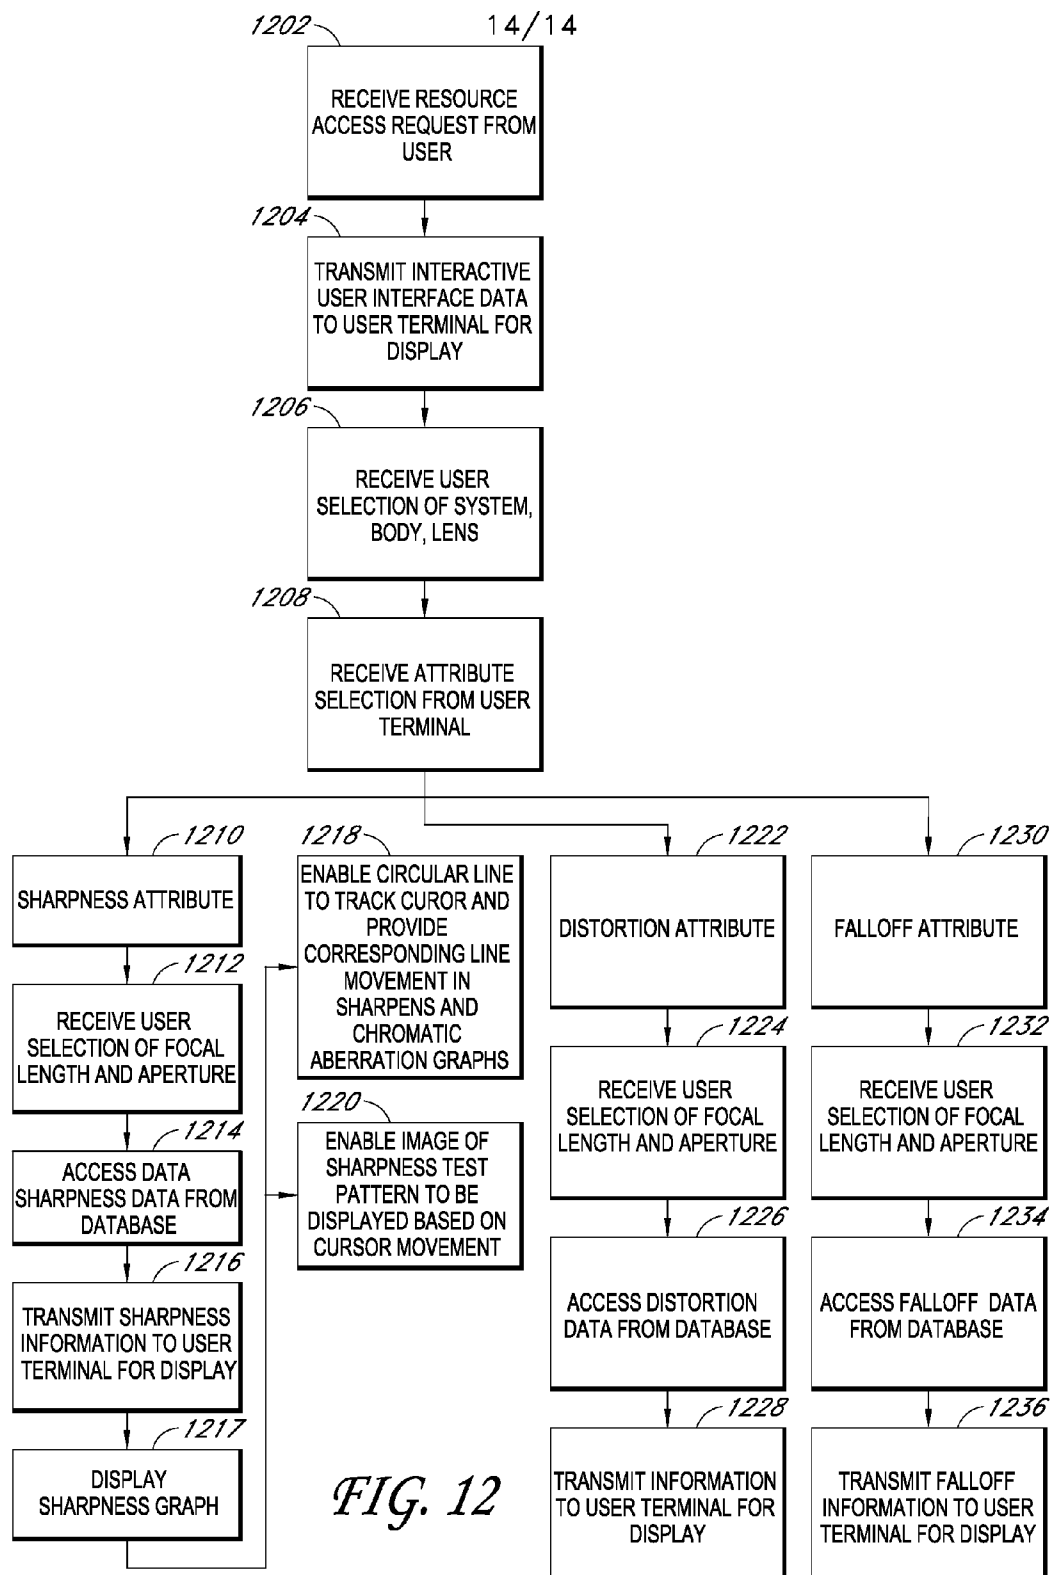 14/14
1202
RECEIVE RESOURCE
ACCESS REQUEST FROM
USER
1204
TRANSMIT INTERACTIVE
USER INTERFACE DATA
TO USER TERMINAL FOR
DISPLAY
1206
RECEIVE USER
SELECTION OF SYSTEM,
BODY, LENS
1208
RECEIVE ATTRIBUTE
SELECTION FROM USER
TERMINAL
1210
SHARPNESS ATTRIBUTE
1212
RECEIVE USER
SELECTION OF FOCAL
LENGTH AND APERTURE
1214
ACCESS DATA
SHARPNESS DATA FROM
DATABASE
1216
TRANSMIT SHARPNESS
INFORMATION TO USER
TERMINAL FOR DISPLAY
1217
DISPLAY
SHARPNESS GRAPH
1218
ENABLE CIRCULAR LINE
TO TRACK CUROR AND
PROVIDE
CORRESPONDING LINE
MOVEMENT IN
SHARPENS AND
CHROMATIC
ABERRATION GRAPHS
1220
ENABLE IMAGE OF
SHARPNESS TEST
PATTERN TO BE
DISPLAYED BASED ON
CURSOR MOVEMENT
1222
DISTORTION ATTRIBUTE
1224
RECEIVE USER
SELECTION OF FOCAL
LENGTH AND APERTURE
1226
ACCESS DISTORTION
DATA FROM DATABASE
1228
TRANSMIT INFORMATION
TO USER TERMINAL FOR
DISPLAY
1230
FALLOFF ATTRIBUTE
1232
RECEIVE USER
SELECTION OF FOCAL
LENGTH AND APERTURE
1234
ACCESS FALLOFF DATA
FROM DATABASE
1236
TRANSMIT FALLOFF
INFORMATION TO USER
TERMINAL FOR DISPLAY
FIG. 12